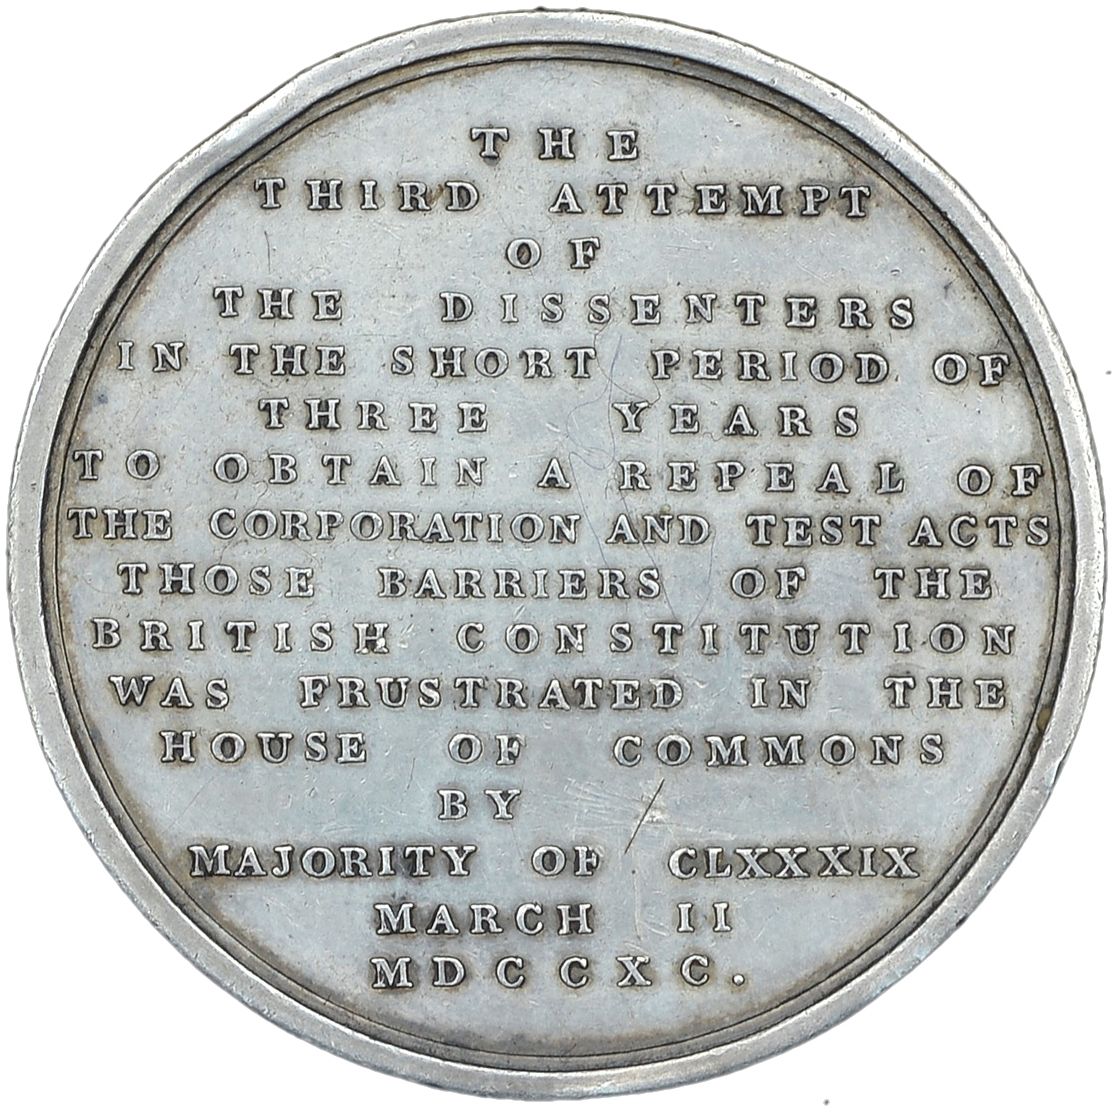 THE
THIRD ATTEMPT
OF
THE DISSENTERS
IN THE SHORT PERIOD OF
THREE YEARS
TO OBTAIN A REPEAL OF
THE CORPORATION AND TEST ACTS
THOSE BARRIERS OF THE
BRITISH CONSTITUTION
WAS FRUSTRATED IN THE
HOUSE OF COMMONS
BY
MAJORITY OF CLXXXIX
MARCH II
MDCCXC.